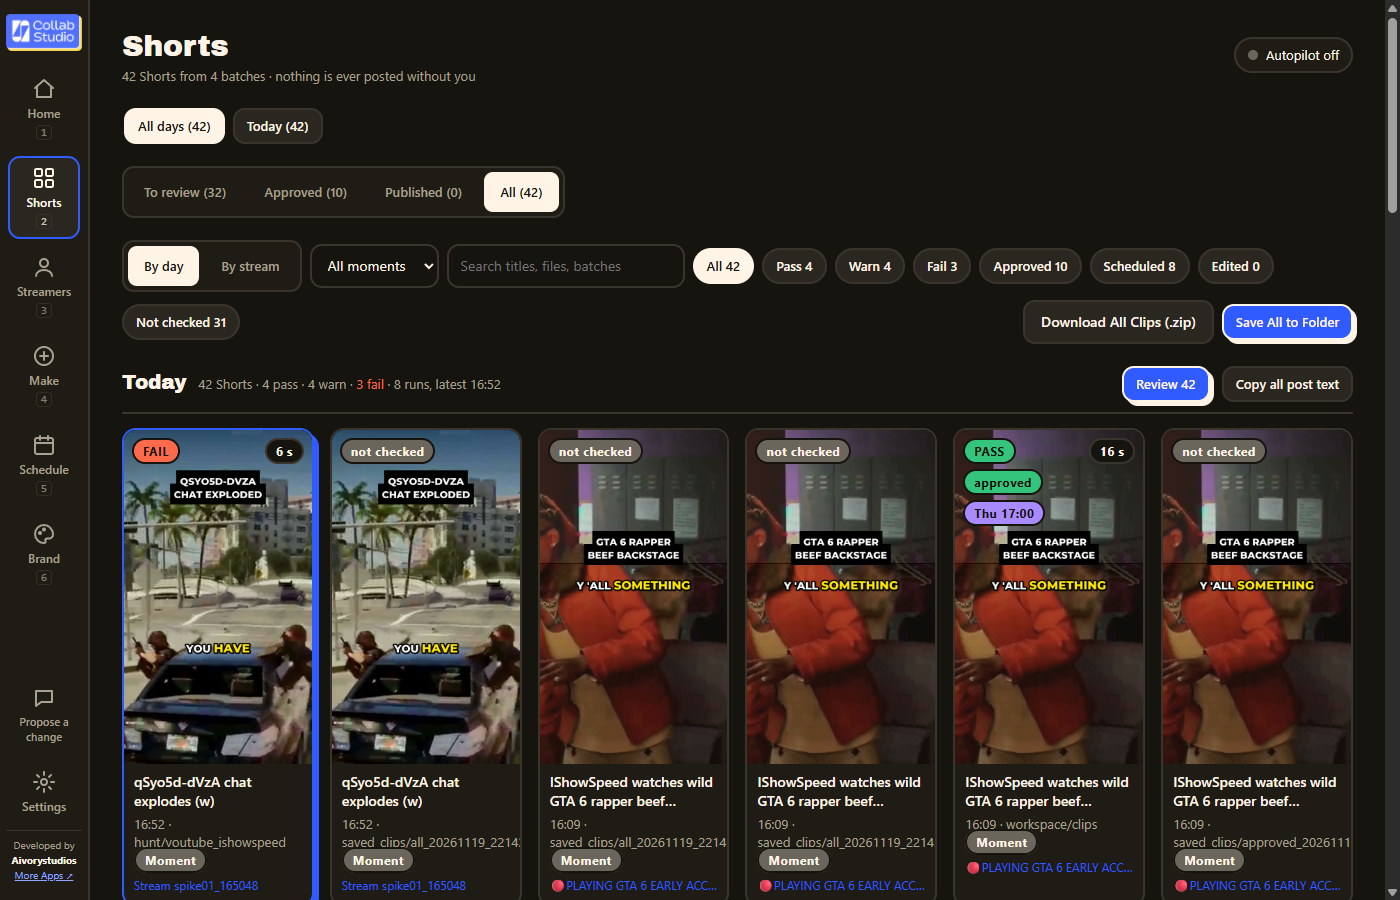 Collab
Studio
Home
1
Shorts
2
Streamers
3
Make
4
Schedule
5
Brand
6
Propose a
change
Settings
Developed by
Aivorystudios
More Apps ↗
Shorts
42 Shorts from 4 batches · nothing is ever posted without you
Autopilot off
All days (42)
Today (42)
To review (32)
Approved (10)
Published (0)
All (42)
By day
By stream
All moments
Search titles, files, batches
All 42
Pass 4
Warn 4
Fail 3
Approved 10
Scheduled 8
Edited 0
Not checked 31
Download All Clips (.zip)
Save All to Folder
Today
42 Shorts · 4 pass · 4 warn · 3 fail · 8 runs, latest 16:52
Review 42
Copy all post text
FAIL
6 s
QSYO5D-DVZA
CHAT EXPLODED
YOU HAVE
qSyo5d-dVzA chat
explodes (w)
16:52 ·
hunt/youtube_ishowspeed
Moment
Stream spike01_165048
not checked
QSYO5D-DVZA
CHAT EXPLODED
YOU HAVE
qSyo5d-dVzA chat
explodes (w)
16:52 ·
saved_clips/all_20261119_2214
Moment
Stream spike01_165048
not checked
GTA 6 RAPPER
BEEF BACKSTAGE
Y 'ALL SOMETHING
IShowSpeed watches wild
GTA 6 rapper beef...
16:09 ·
saved_clips/all_20261119_2214
Moment
PLAYING GTA 6 EARLY ACC...
not checked
GTA 6 RAPPER
BEEF BACKSTAGE
Y 'ALL SOMETHING
IShowSpeed watches wild
GTA 6 rapper beef...
16:09 ·
saved_clips/all_20261119_2214
Moment
PLAYING GTA 6 EARLY ACC...
PASS
16 s
approved
Thu 17:00
GTA 6 RAPPER
BEEF BACKSTAGE
Y 'ALL SOMETHING
IShowSpeed watches wild
GTA 6 rapper beef...
16:09 · workspace/clips
Moment
PLAYING GTA 6 EARLY ACC...
not checked
GTA 6 RAPPER
BEEF BACKSTAGE
Y 'ALL SOMETHING
IShowSpeed watches wild
GTA 6 rapper beef...
16:09 ·
saved_clips/approved_2026111
Moment
PLAYING GTA 6 EARLY ACC...